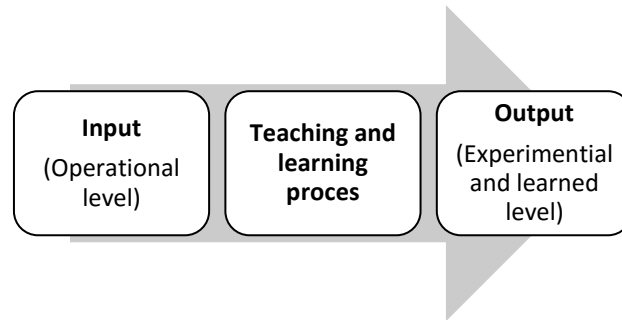 Input
(Operational
level)
Teaching and
learning
proces
Output
(Experimential
and learned
level)